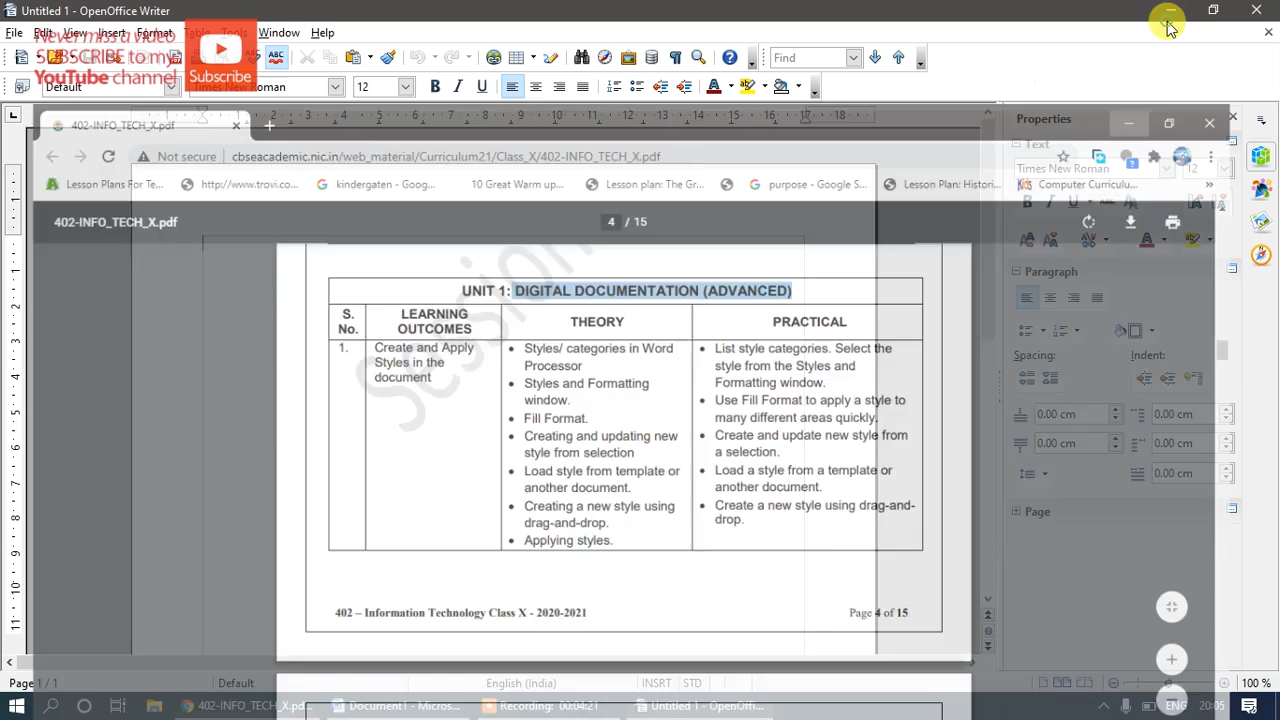 Untitled 1 - OpenOffice Writer
File Edit View Insert Format Table Tools Window Help
Never miss a video
SUBSCRIBE to my
YouTube channel
Subscribe
Find
Default
Times New Roman
12
402-INFO_TECH_X.pdf
Not secure
cbseacademic.nic.in/web_material/Curriculum21/Class_X/402-INFO_TECH_X.pdf
Lesson Plans For Te...
http://www.trovi.co...
kindergaten - Goog...
10 Great Warm up...
Lesson plan: The Gr...
purpose - Google S...
Lesson Plan: Histori...
Computer Curriculu...
402-INFO_TECH_X.pdf
4 / 15
Session
UNIT 1: DIGITAL DOCUMENTATION (ADVANCED)
S. No.
LEARNING OUTCOMES
THEORY
PRACTICAL
1.
Create and Apply
Styles in the
document
• Styles/ categories in Word
Processor
• Styles and Formatting
window.
• Fill Format.
• Creating and updating new
style from selection
• Load style from template or
another document.
• Creating a new style using
drag-and-drop.
• Applying styles.
• List style categories. Select the
style from the Styles and
Formatting window.
• Use Fill Format to apply a style to
many different areas quickly.
• Create and update new style from
a selection.
• Load a style from a template or
another document.
• Create a new style using drag-and-
drop.
402 – Information Technology Class X - 2020-2021
Page 4 of 15
Properties
Text
Times New Roman
12
Paragraph
Spacing:
Indent:
0.00 cm
0.00 cm
0.00 cm
0.00 cm
0.00 cm
Page
Page 1 / 1
Default
English (India)
INSRT
STD
100 %
402-INFO_TECH_X.pd...
Document1 - Micros...
Recording: 00:04:21
Untitled 1 - OpenOffi...
ENG
20:05